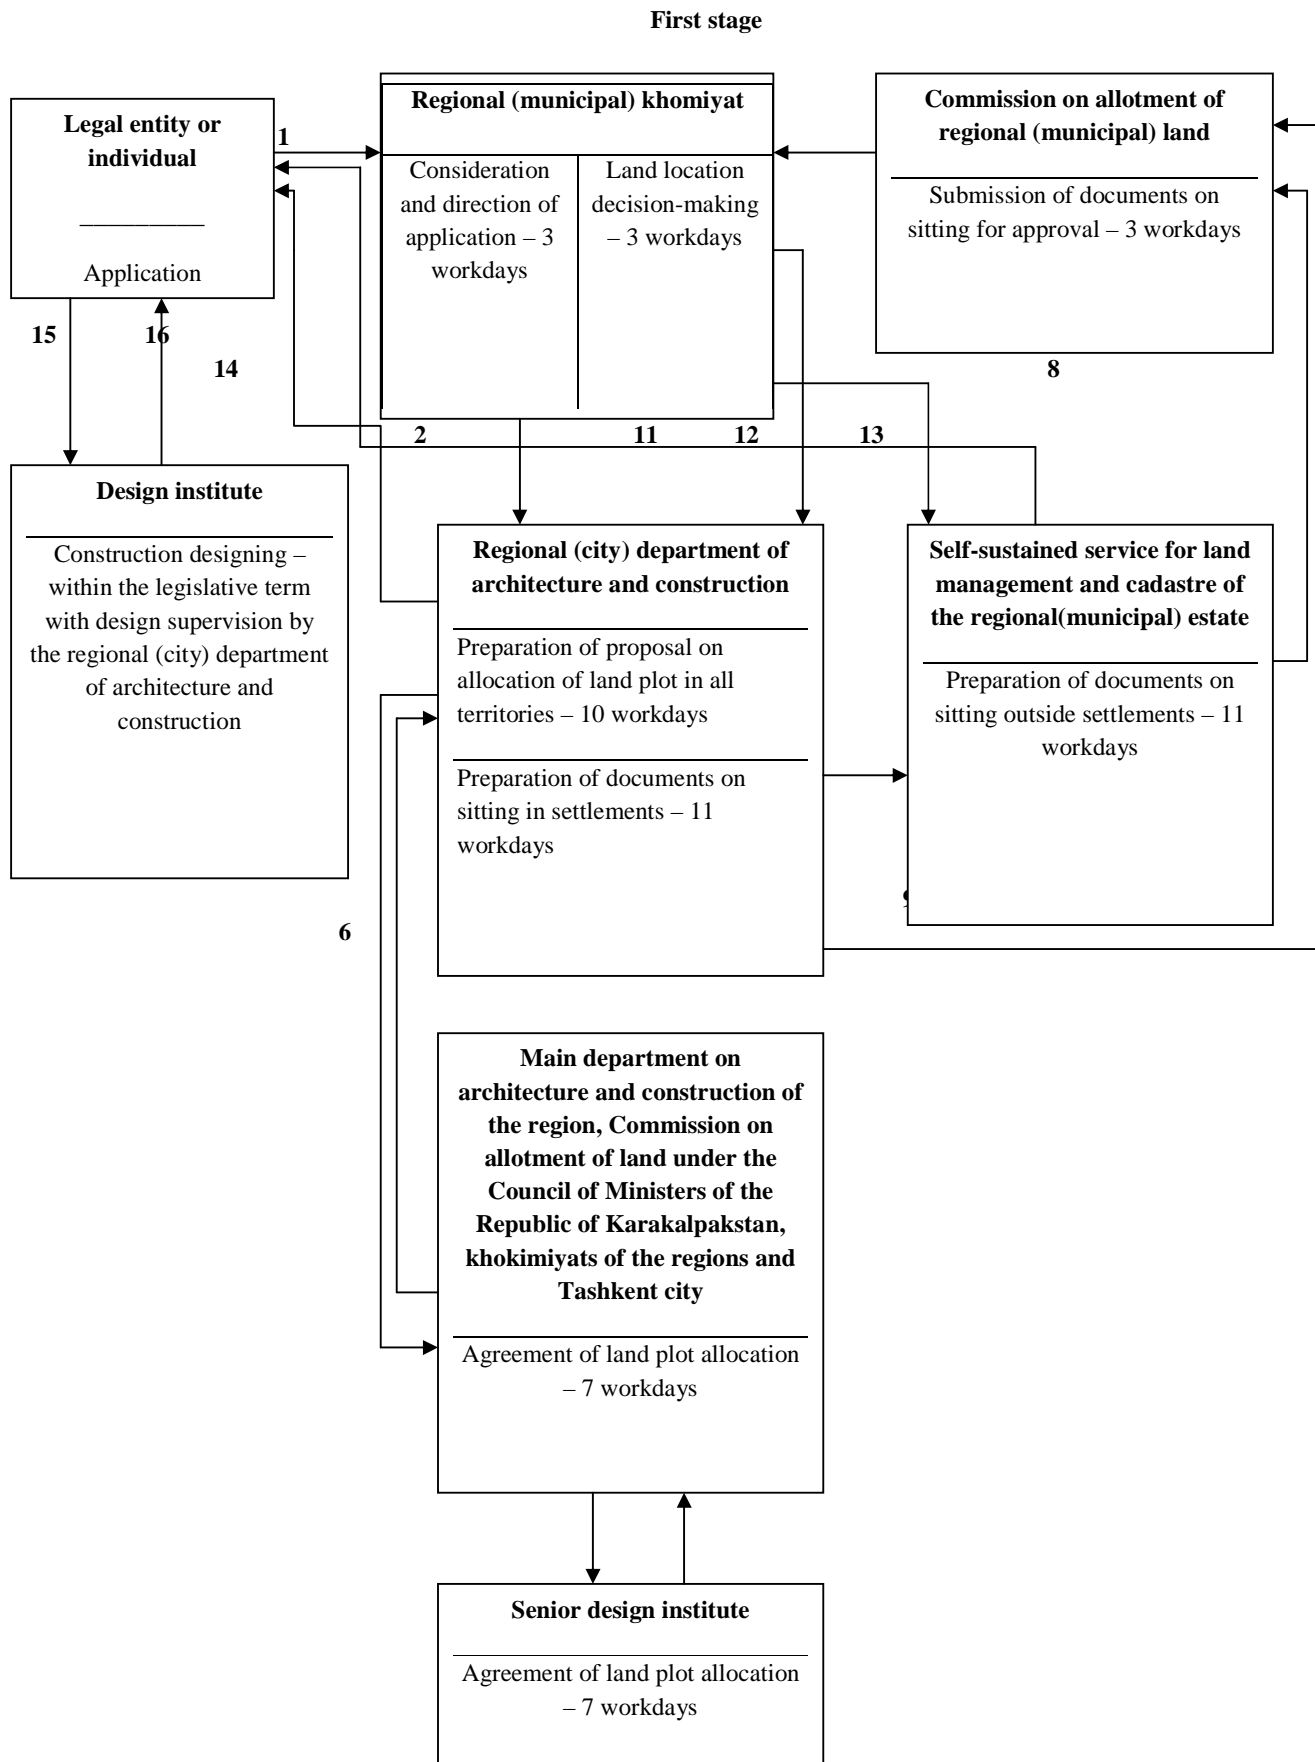 First stage
Legal entity or
individual
__________
Application
1
Regional (municipal) khomiyat
Consideration
and direction of
application – 3
workdays
Land location
decision-making
– 3 workdays
Commission on allotment of
regional (municipal) land
Submission of documents on
sitting for approval – 3 workdays
15
16
14
8
2
11
12
13
Design institute
Construction designing –
within the legislative term
with design supervision by
the regional (city) department
of architecture and
construction
Regional (city) department of
architecture and construction
Preparation of proposal on
allocation of land plot in all
territories – 10 workdays
Preparation of documents on
sitting in settlements – 11
workdays
Self-sustained service for land
management and cadastre of
the regional(municipal) estate
Preparation of documents on
sitting outside settlements – 11
workdays
6
Main department on
architecture and construction of
the region, Commission on
allotment of land under the
Council of Ministers of the
Republic of Karakalpakstan,
khokimiyats of the regions and
Tashkent city
Agreement of land plot allocation
– 7 workdays
Senior design institute
Agreement of land plot allocation
– 7 workdays